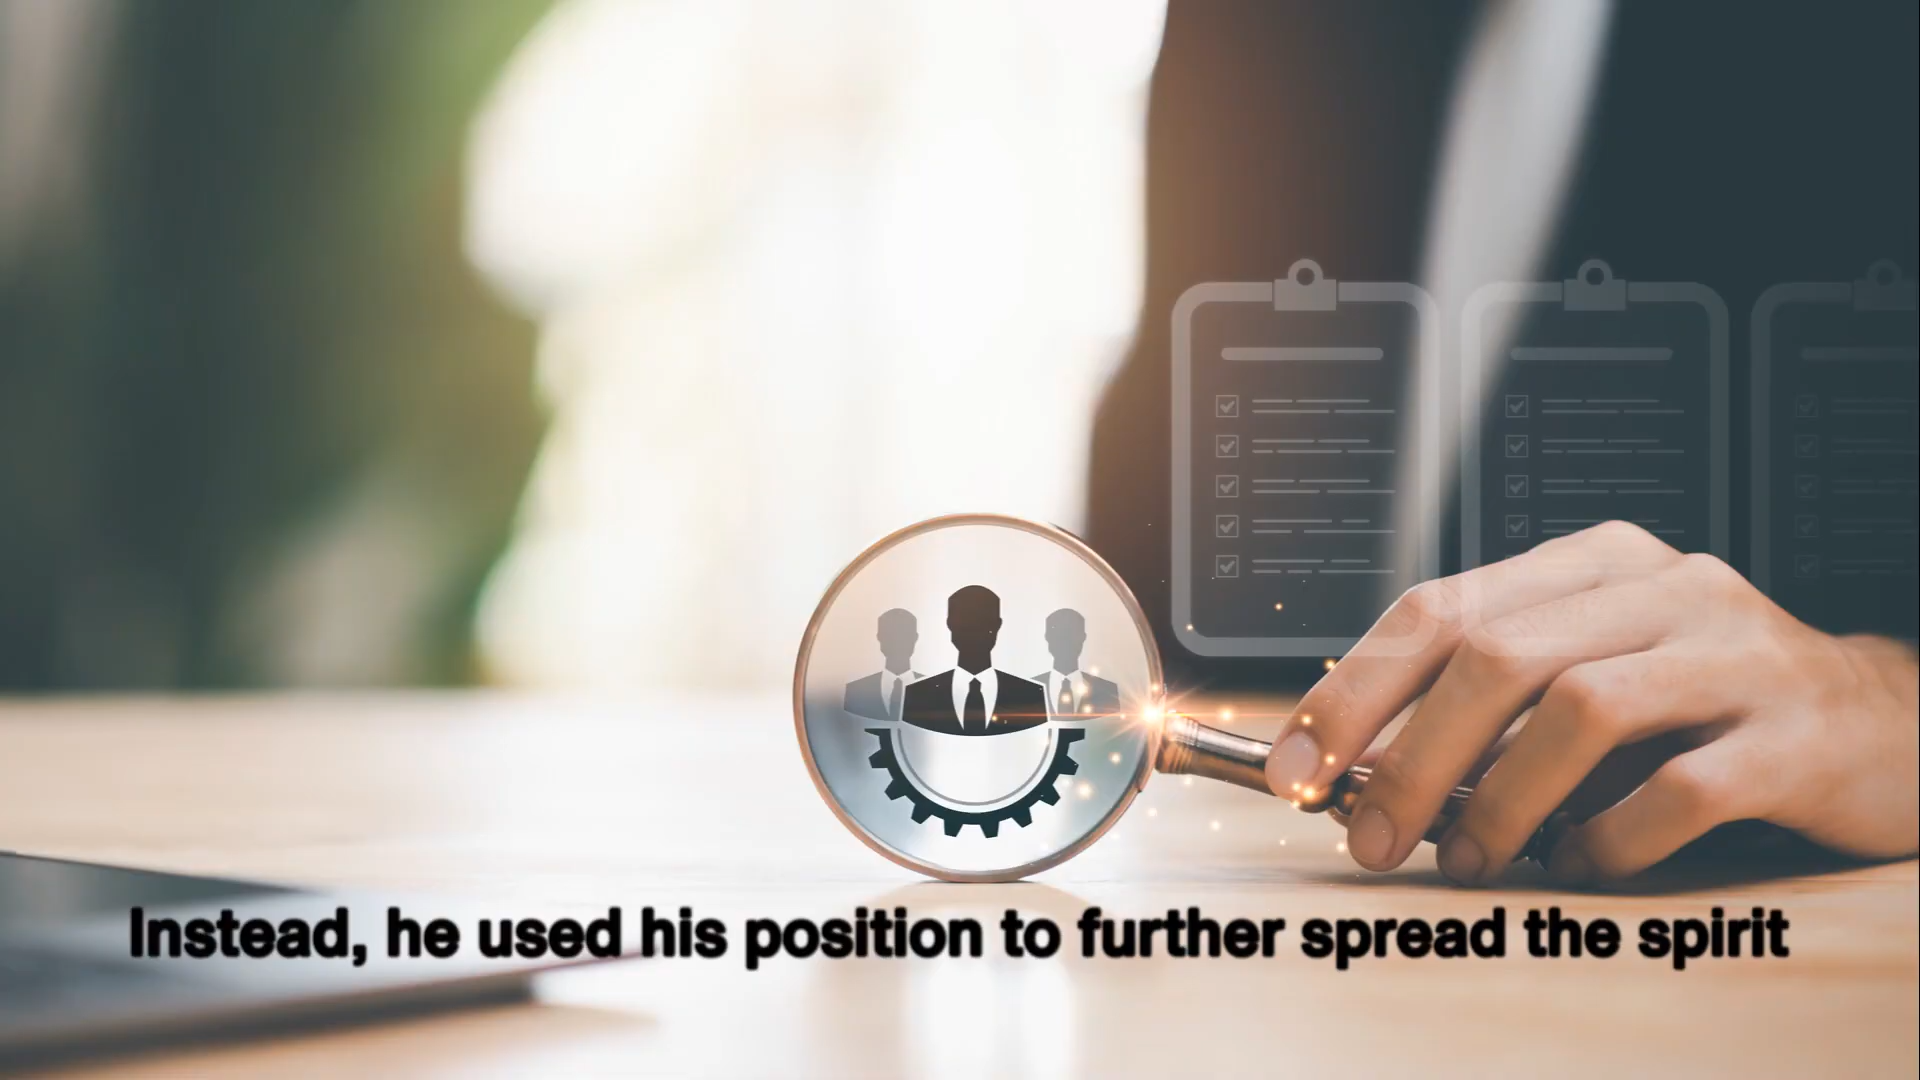 Instead, he used his position to further spread the spirit